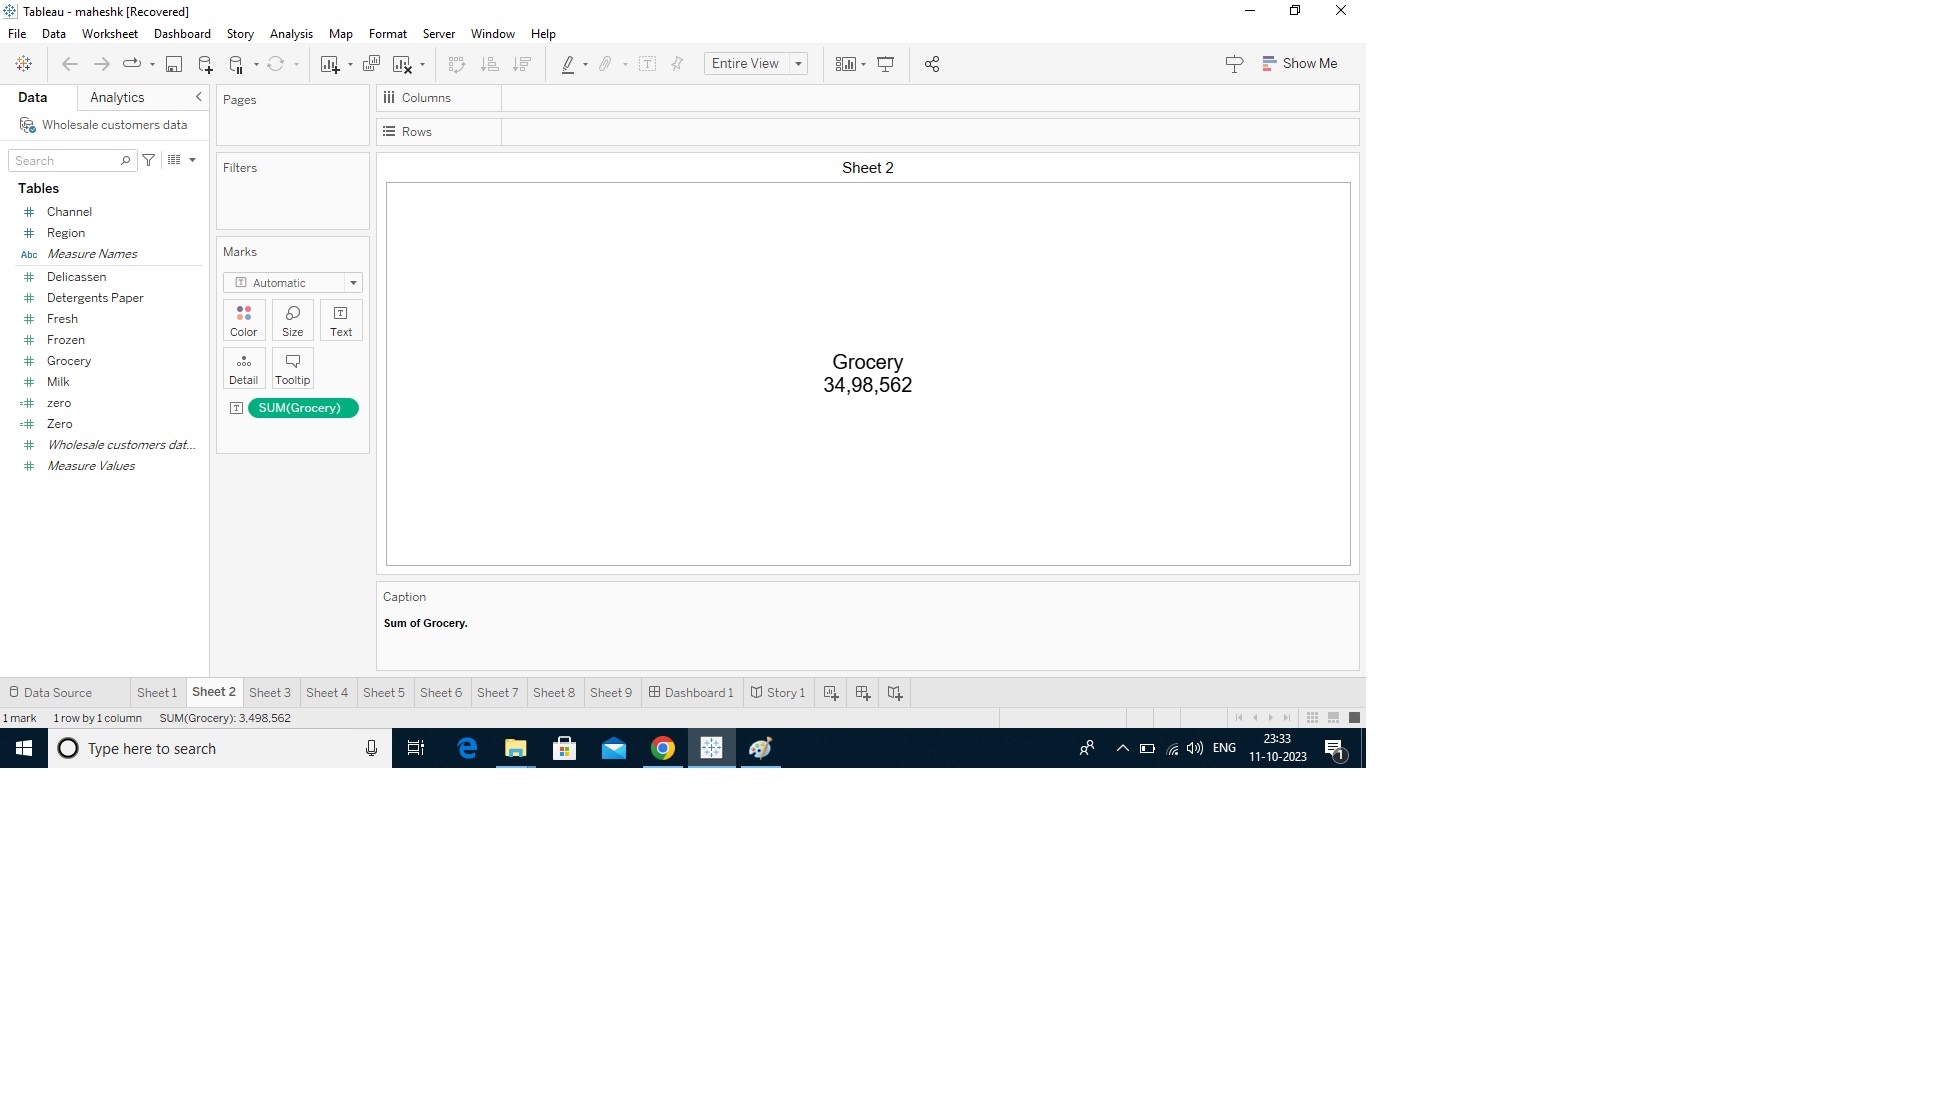 Tableau - maheshk [Recovered]
File Data Worksheet Dashboard Story Analysis Map Format Server Window Help
Entire View
Show Me
Data Analytics
Wholesale customers data
Search
Tables
Channel
Region
Abc Measure Names
Delicassen
Detergents Paper
Fresh
Frozen
Grocery
Milk
zero
Zero
Wholesale customers dat...
Measure Values
Pages
Filters
Marks
Automatic
Color Size Text
Detail Tooltip
SUM(Grocery)
Columns
Rows
Sheet 2
Grocery
34,98,562
Caption
Sum of Grocery.
Data Source Sheet 1 Sheet 2 Sheet 3 Sheet 4 Sheet 5 Sheet 6 Sheet 7 Sheet 8 Sheet 9 Dashboard 1 Story 1
1 mark 1 row by 1 column SUM(Grocery): 3,498,562
Type here to search
ENG
23:33
11-10-2023
1